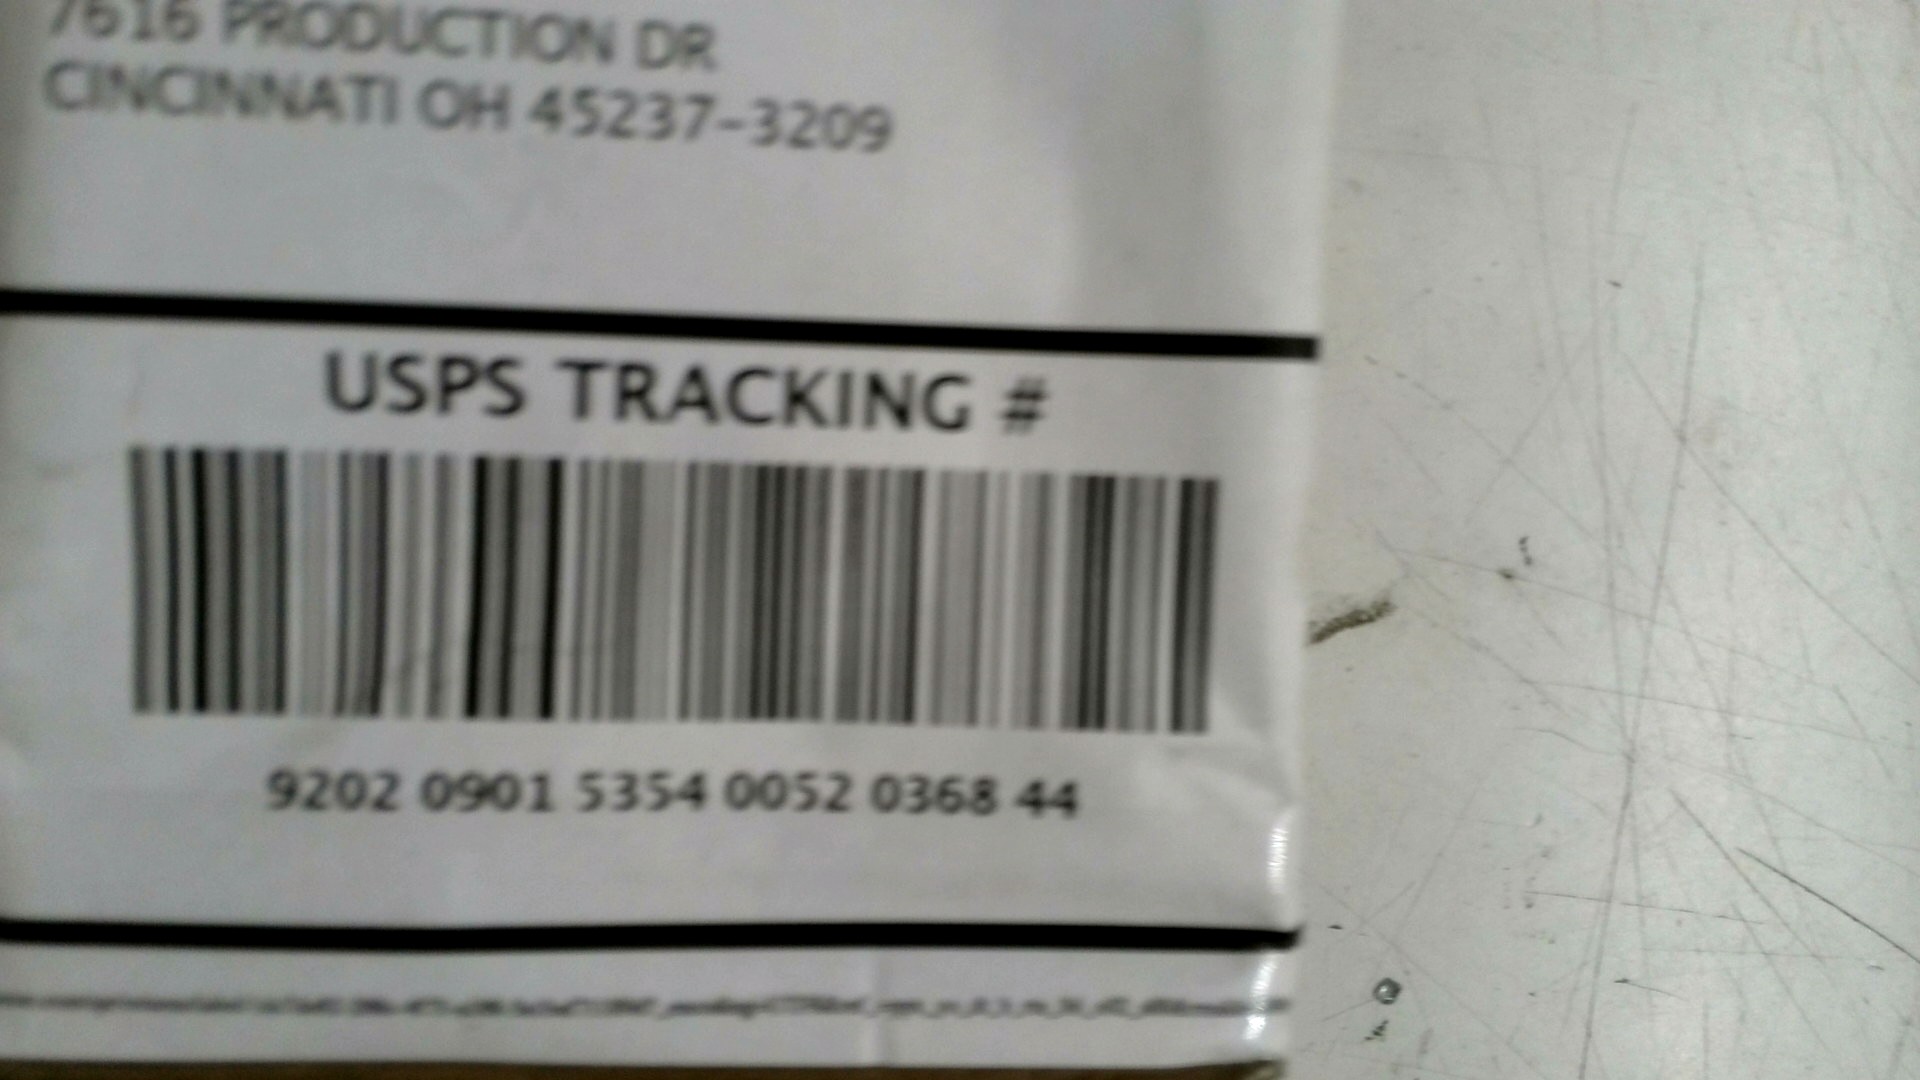 7616 PRODUCTION DR
CINCINNATI OH 45237-3209
USPS TRACKING #
9202 0901 5354 0052 0368 44